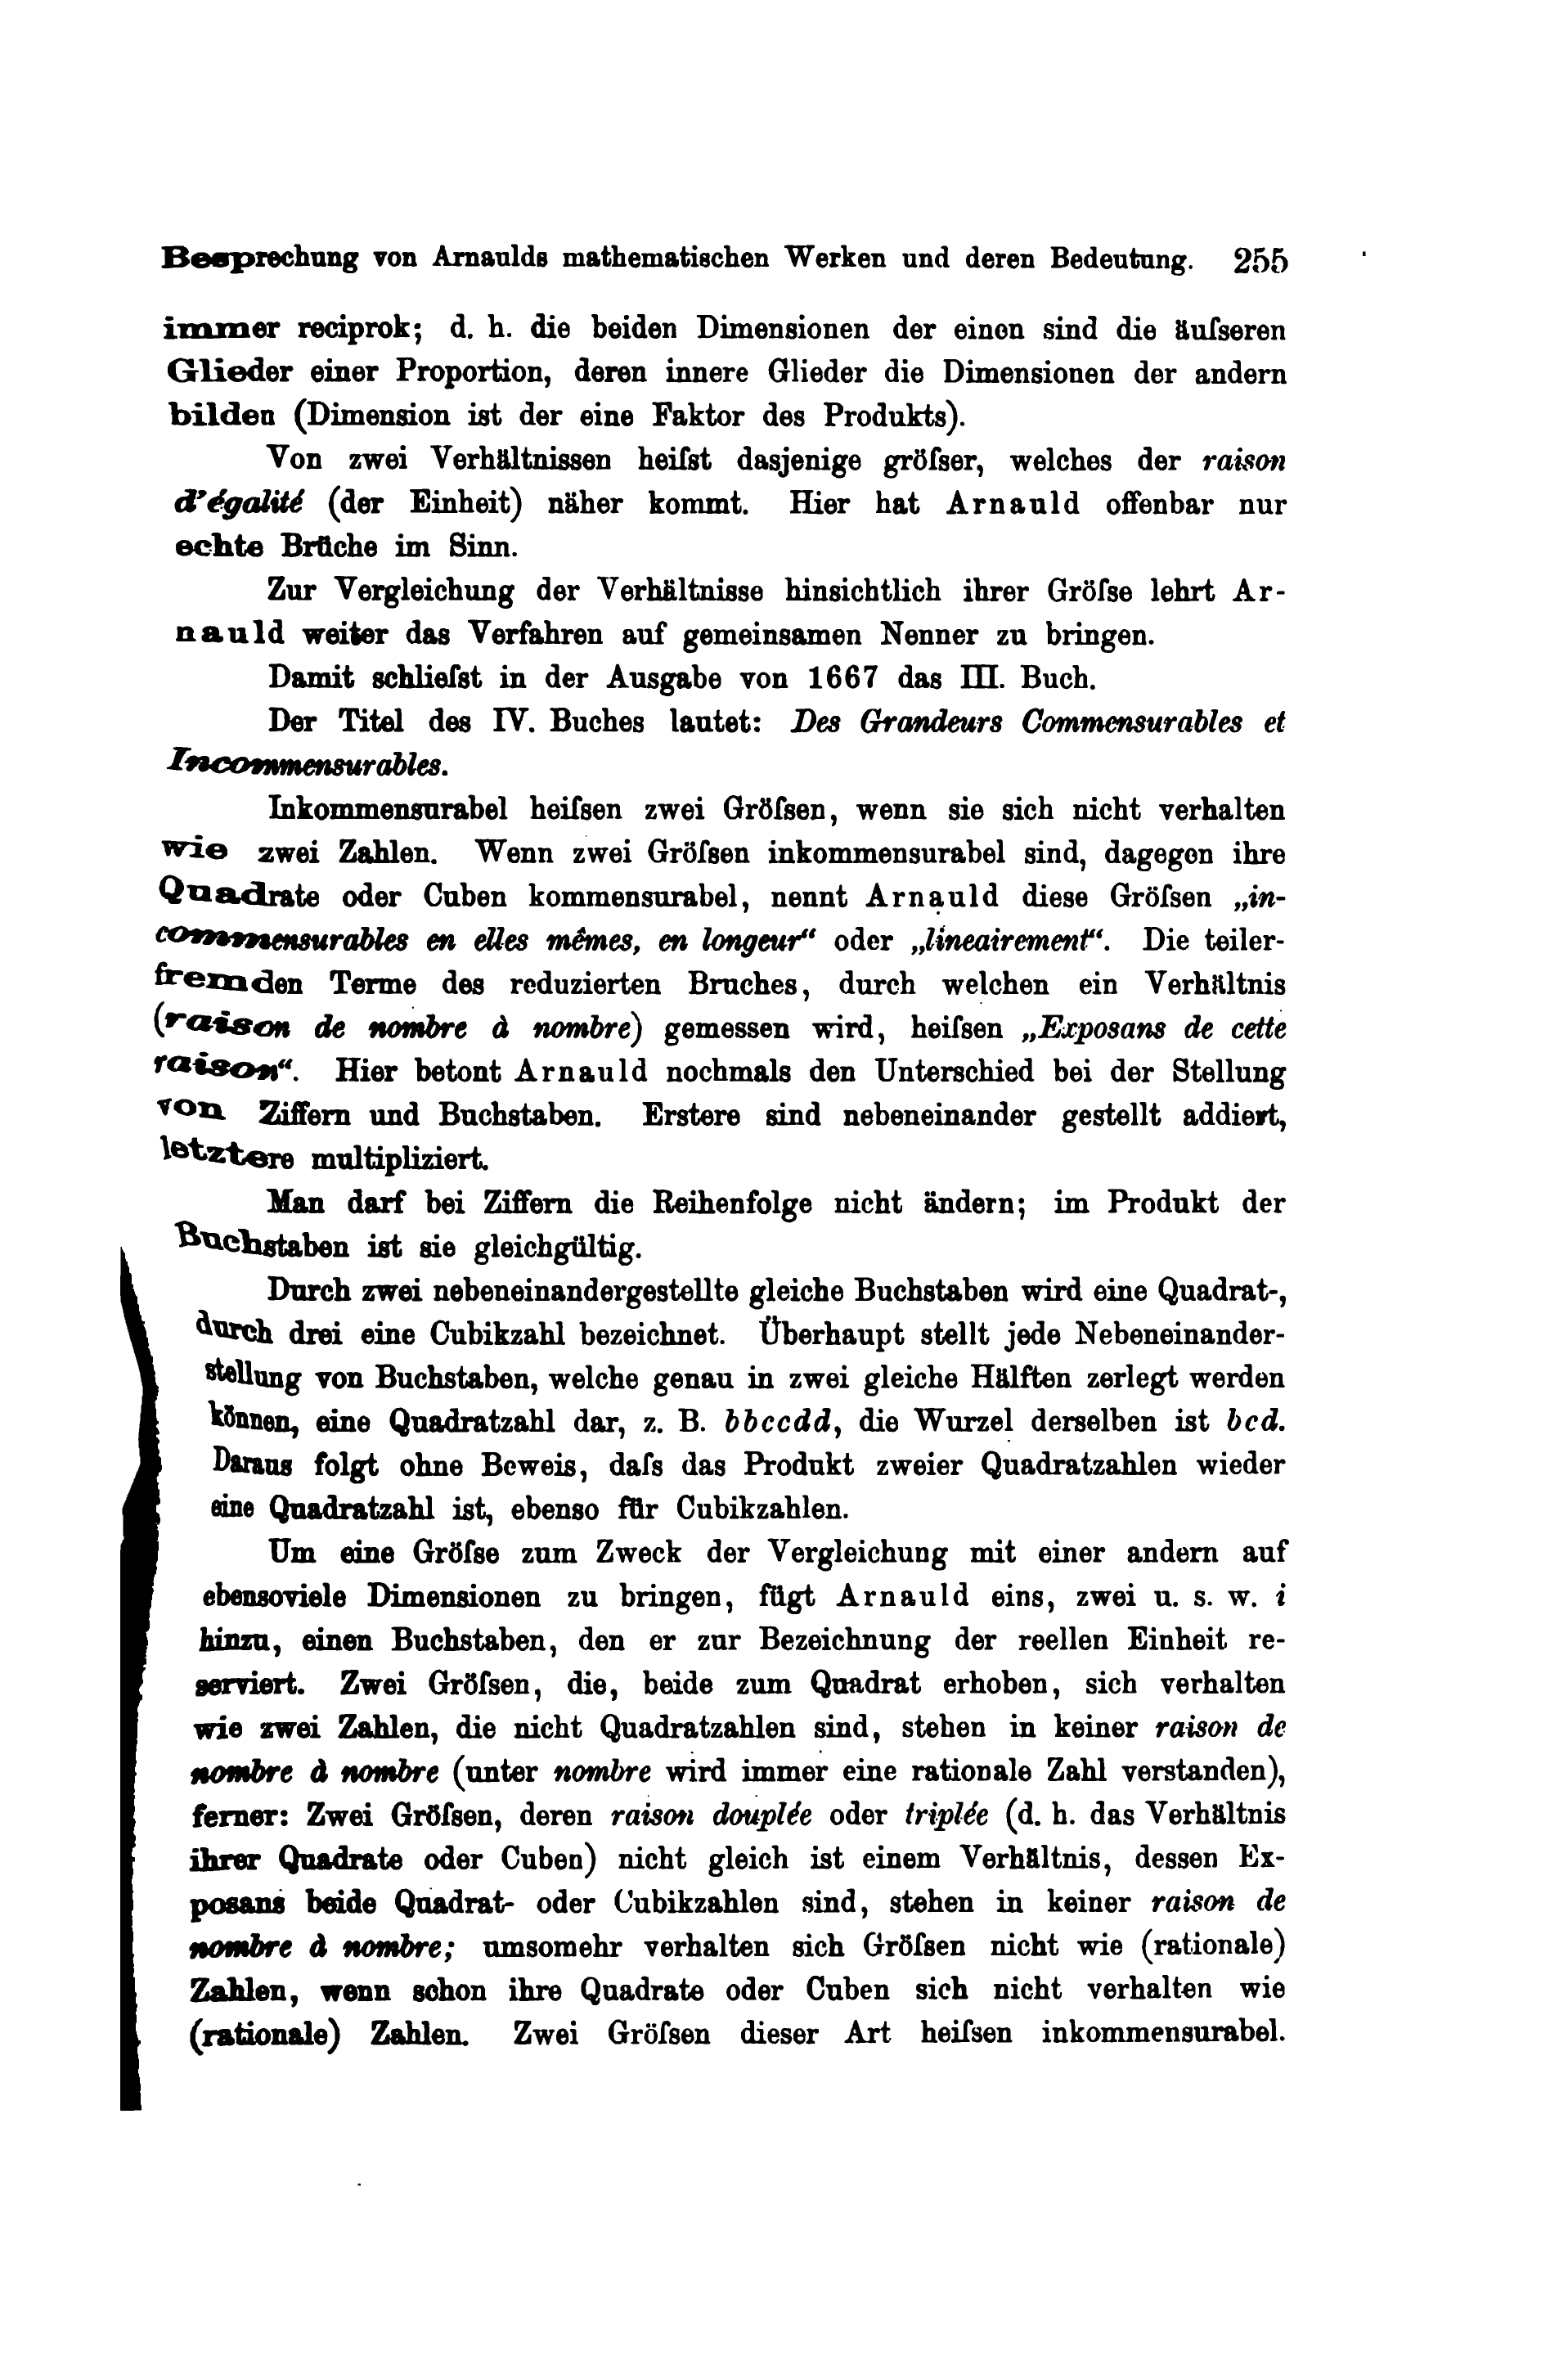 Besprechung von Arnaulds mathematischen Werken und deren Bedeutung. 255
immer reciprok; d. h. die beiden Dimensionen der einen sind die äuſseren
Glieder einer Proportion, deren innere Glieder die Dimensionen der andern
bilden (Dimension ist der eine Faktor des Produkts).
Von zwei Verhältnissen heiſst dasjenige gröſser, welches der raison
d'égalité (der Einheit) näher kommt. Hier hat Arnauld offenbar nur
echte Brüche im Sinn.
Zur Vergleichung der Verhältnisse hinsichtlich ihrer Gröſse lehrt Ar-
nauld weiter das Verfahren auf gemeinsamen Nenner zu bringen.
Damit schlieſst in der Ausgabe von 1667 das III. Buch.
Der Titel des IV. Buches lautet: Des Grandeurs Commensurables et
Incommensurables.
Inkommensurabel heiſsen zwei Gröſsen, wenn sie sich nicht verhalten
wie zwei Zahlen. Wenn zwei Gröſsen inkommensurabel sind, dagegen ihre
Quadrate oder Cuben kommensurabel, nennt Arnauld diese Gröſsen „in-
commensurables en elles mêmes, en longeur“ oder „lineairement“. Die teiler-
fremden Terme des reduzierten Bruches, durch welchen ein Verhältnis
(raison de nombre à nombre) gemessen wird, heiſsen „Exposans de cette
raison“. Hier betont Arnauld nochmals den Unterschied bei der Stellung
von Ziffern und Buchstaben. Erstere sind nebeneinander gestellt addiert,
letztere multipliziert.
Man darf bei Ziffern die Reihenfolge nicht ändern; im Produkt der
Buchstaben ist sie gleichgültig.
Durch zwei nebeneinandergestellte gleiche Buchstaben wird eine Quadrat-,
durch drei eine Cubikzahl bezeichnet. Überhaupt stellt jede Nebeneinander-
stellung von Buchstaben, welche genau in zwei gleiche Hälften zerlegt werden
können, eine Quadratzahl dar, z. B. bbccdd, die Wurzel derselben ist bcd.
Daraus folgt ohne Beweis, daſs das Produkt zweier Quadratzahlen wieder
eine Quadratzahl ist, ebenso für Cubikzahlen.
Um eine Gröſse zum Zweck der Vergleichung mit einer andern auf
ebensoviele Dimensionen zu bringen, fügt Arnauld eins, zwei u. s. w. i
hinzu, einen Buchstaben, den er zur Bezeichnung der reellen Einheit re-
serviert. Zwei Gröſsen, die, beide zum Quadrat erhoben, sich verhalten
wie zwei Zahlen, die nicht Quadratzahlen sind, stehen in keiner raison de
nombre à nombre (unter nombre wird immer eine rationale Zahl verstanden),
ferner: Zwei Gröſsen, deren raison douplée oder triplée (d. h. das Verhältnis
ihrer Quadrate oder Cuben) nicht gleich ist einem Verhältnis, dessen Ex-
posans beide Quadrat- oder Cubikzahlen sind, stehen in keiner raison de
nombre à nombre; umsomehr verhalten sich Gröſsen nicht wie (rationale)
Zahlen, wenn schon ihre Quadrate oder Cuben sich nicht verhalten wie
(rationale) Zahlen. Zwei Gröſsen dieser Art heiſsen inkommensurabel.